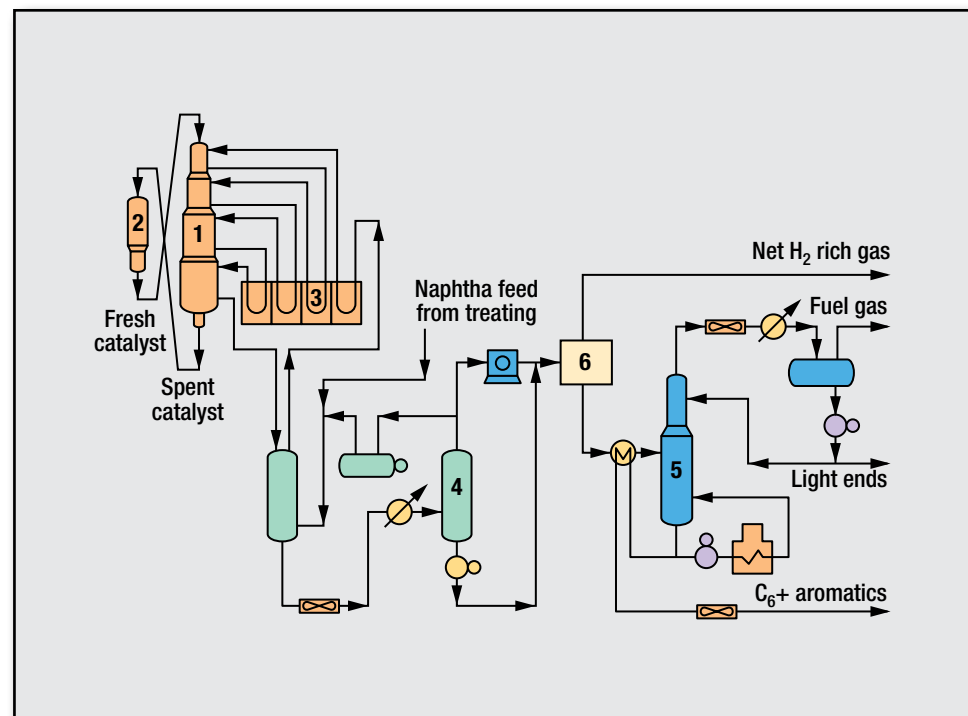 2
1
3
Fresh
catalyst
Spent
catalyst
Naphtha feed
from treating
4
6
5
Net H₂ rich gas
Fuel gas
Light ends
C₆+ aromatics